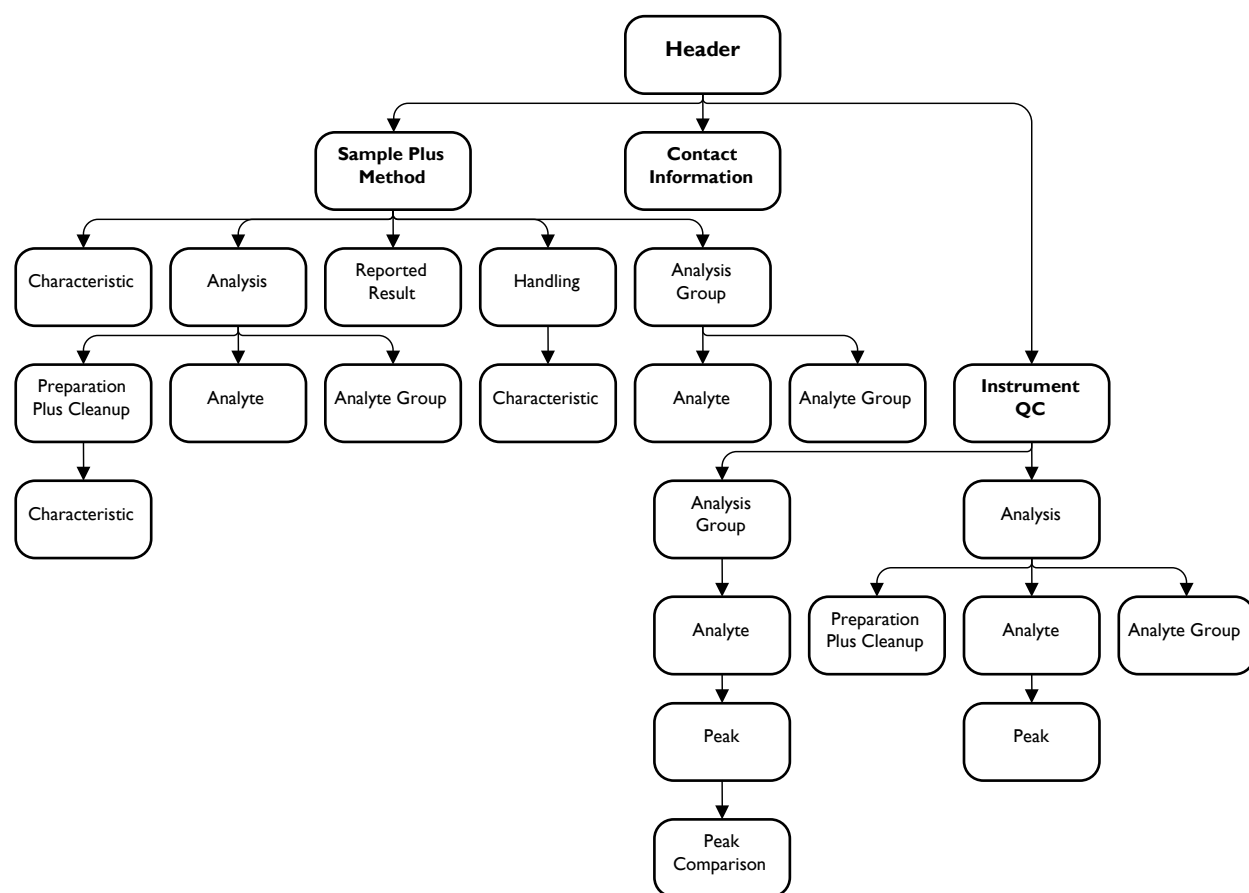 Header
Sample Plus
Method
Contact
Information
Characteristic
Analysis
Reported
Result
Handling
Analysis
Group
Preparation
Plus Cleanup
Analyte
Analyte Group
Characteristic
Analyte
Analyte Group
Instrument
QC
Characteristic
Analysis
Group
Analysis
Analyte
Preparation
Plus Cleanup
Analyte
Analyte Group
Peak
Peak
Peak
Comparison